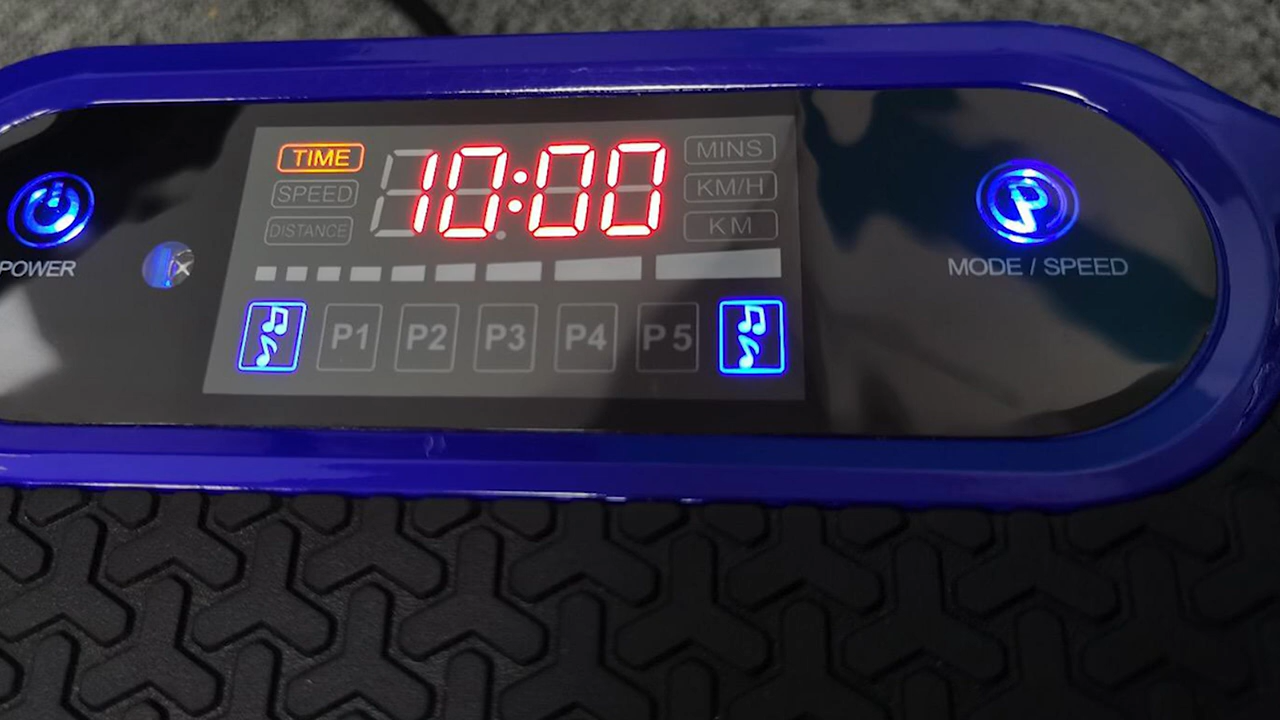 TIME
SPEED
DISTANCE
10:00
MINS
KM/H
KM
POWER
P
MODE / SPEED
P1 P2 P3 P4 P5